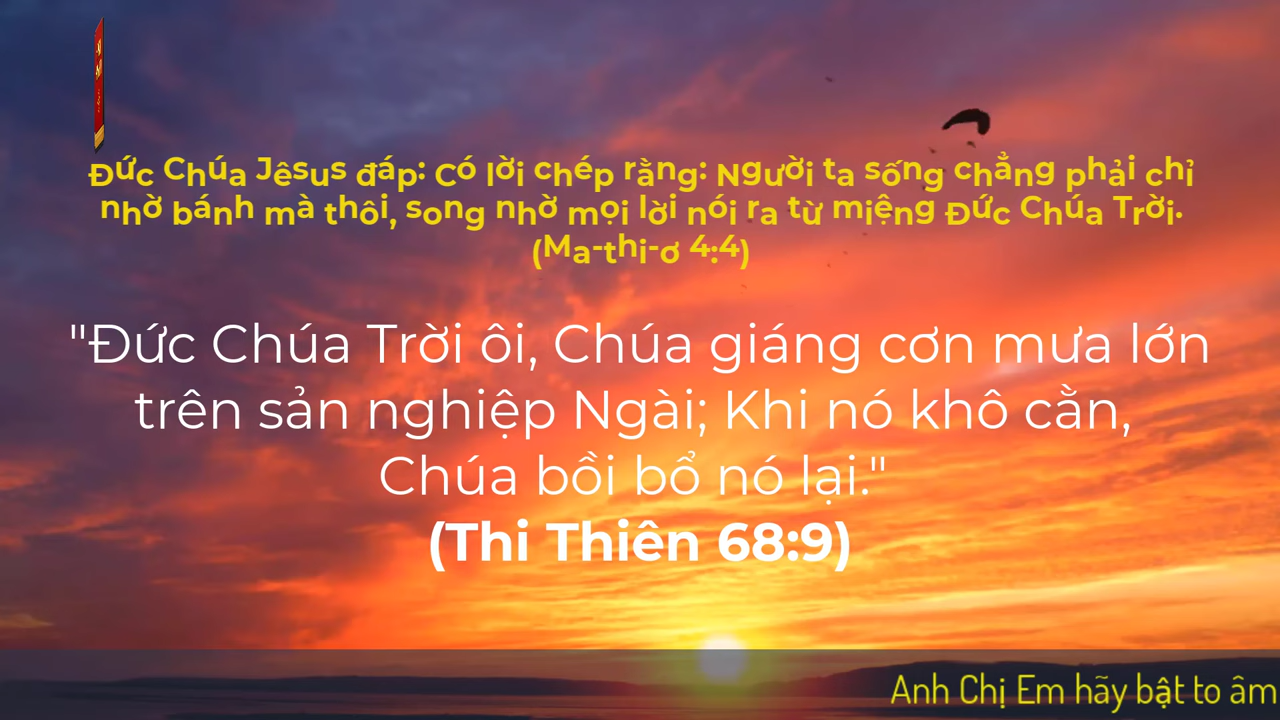 Đức Chúa Jêsus đáp: Có lời chép rằng: Người ta sống chẳng phải chỉ
nhờ bánh mà thôi, song nhờ mọi lời nói ra từ miệng Đức Chúa Trời.
(Ma-thi-ơ 4:4)
"Đức Chúa Trời ôi, Chúa giáng cơn mưa lớn
trên sản nghiệp Ngài; Khi nó khô cằn,
Chúa bồi bổ nó lại."
(Thi Thiên 68:9)
Anh Chị Em hãy bật to âm